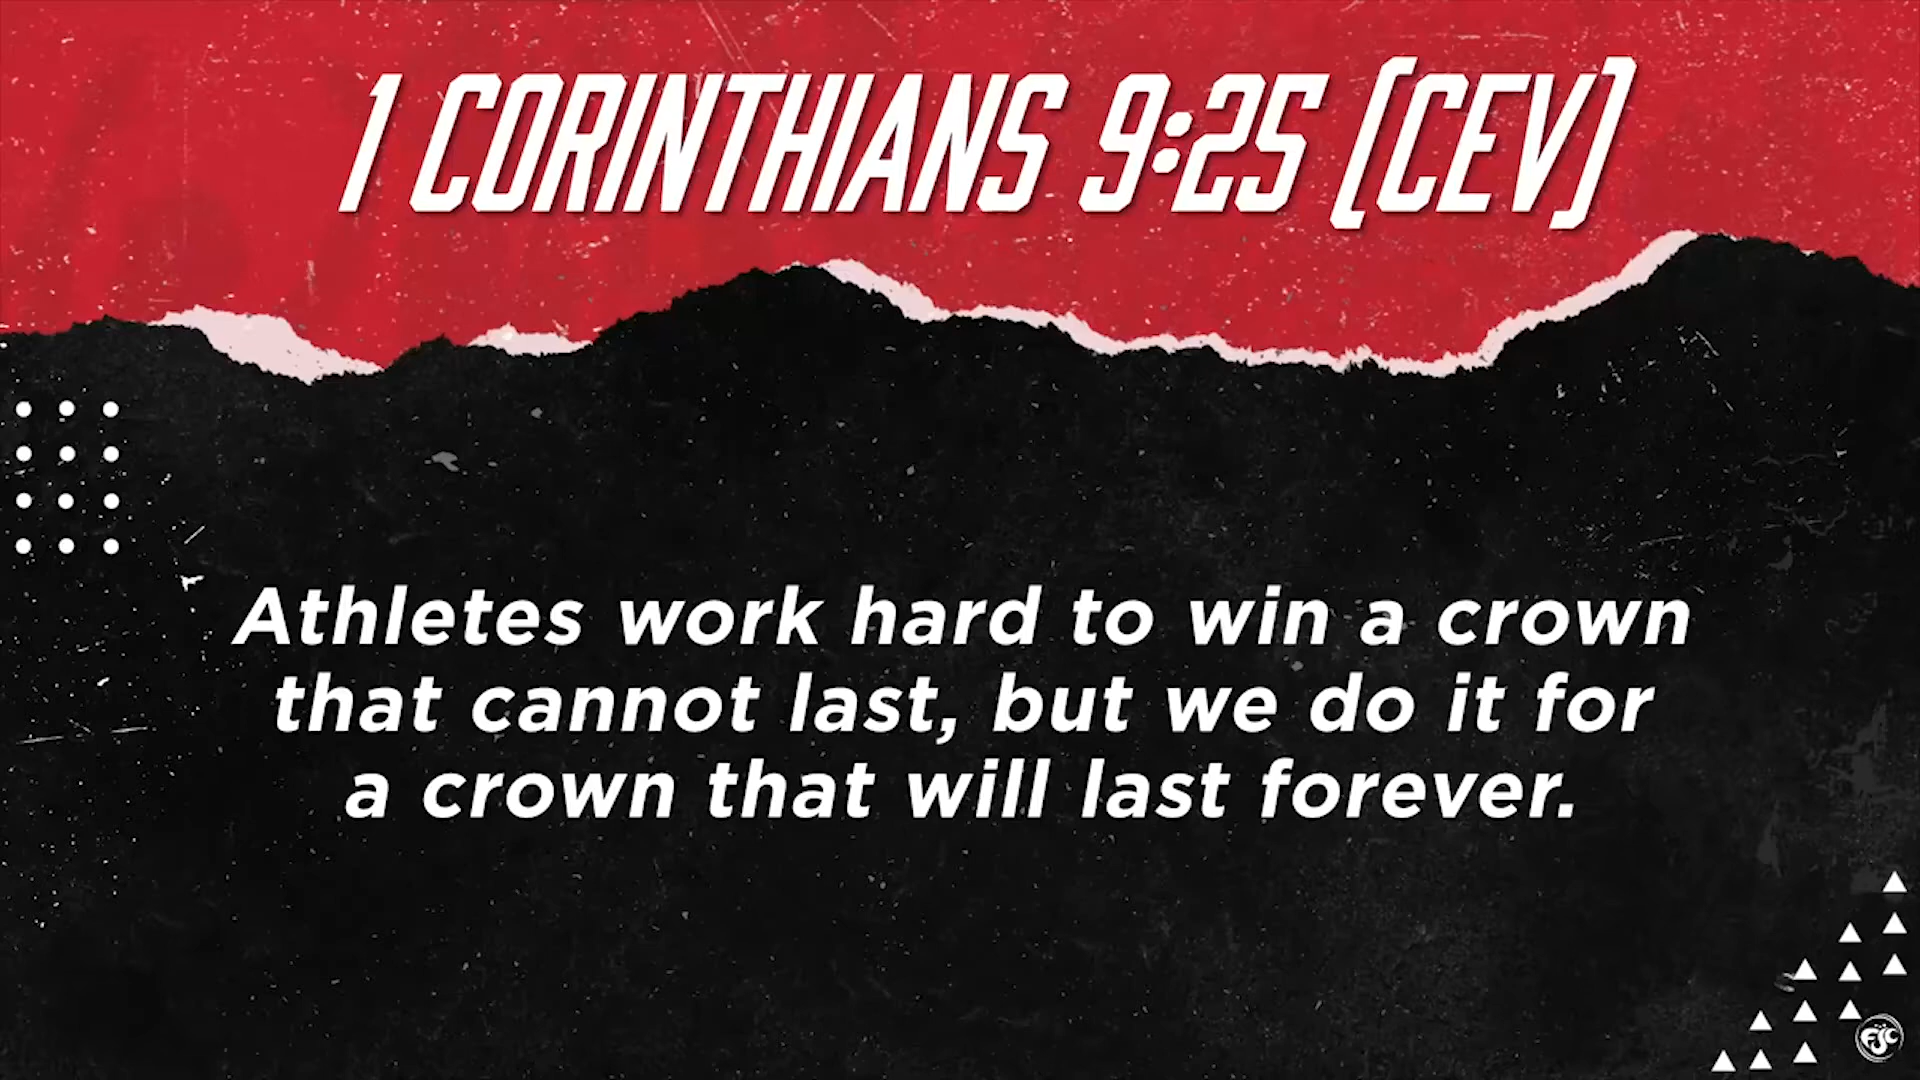 1 CORINTHIANS 9:25 (CEV)
Athletes work hard to win a crown
that cannot last, but we do it for
a crown that will last forever.
FJC